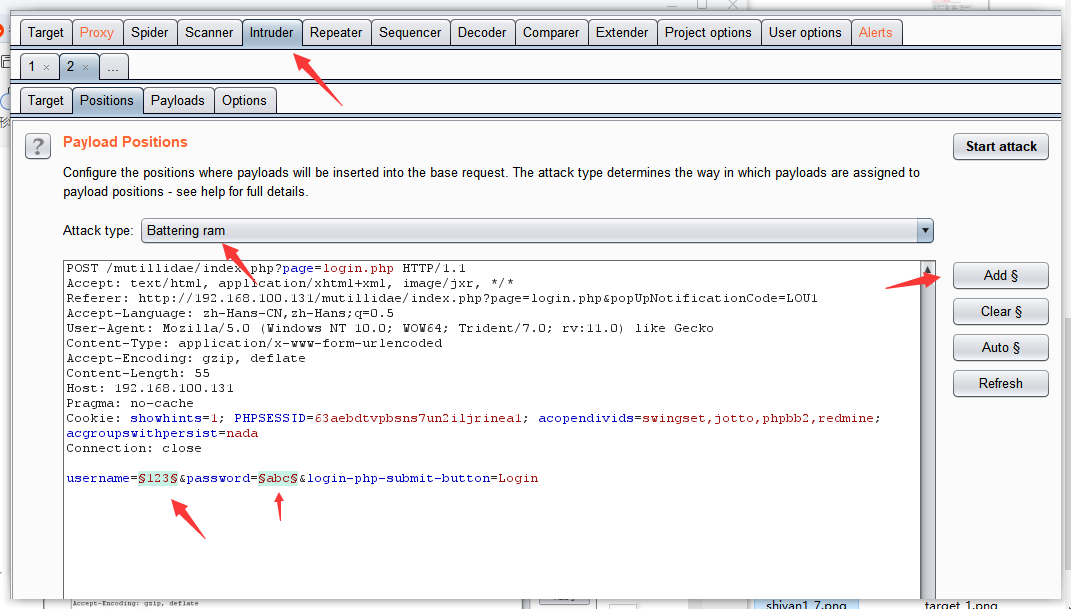 Target Proxy Spider Scanner Intruder Repeater Sequencer Decoder Comparer Extender Project options User options Alerts
1 × 2 × ...
Target Positions Payloads Options
? Payload Positions
Start attack
Configure the positions where payloads will be inserted into the base request. The attack type determines the way in which payloads are assigned to
payload positions - see help for full details.
Attack type: Battering ram
POST /mutillidae/index.php?page=login.php HTTP/1.1
Accept: text/html, application/xhtml+xml, image/jxr, */*
Referer: http://192.168.100.131/mutillidae/index.php?page=login.php&popUpNotificationCode=LOU1
Accept-Language: zh-Hans-CN,zh-Hans;q=0.5
User-Agent: Mozilla/5.0 (Windows NT 10.0; WOW64; Trident/7.0; rv:11.0) like Gecko
Content-Type: application/x-www-form-urlencoded
Accept-Encoding: gzip, deflate
Content-Length: 55
Host: 192.168.100.131
Pragma: no-cache
Cookie: showhints=1; PHPSESSID=63aebdtvpbsns7un2iljrinea1; acopendivids=swingset,jotto,phpbb2,redmine;
acgroupswithpersist=nada
Connection: close
username=§123§&password=§abc§&login-php-submit-button=Login
Add §
Clear §
Auto §
Refresh
Accept-Encoding: gzip, deflate
shiyan1_7.png
target_1.png